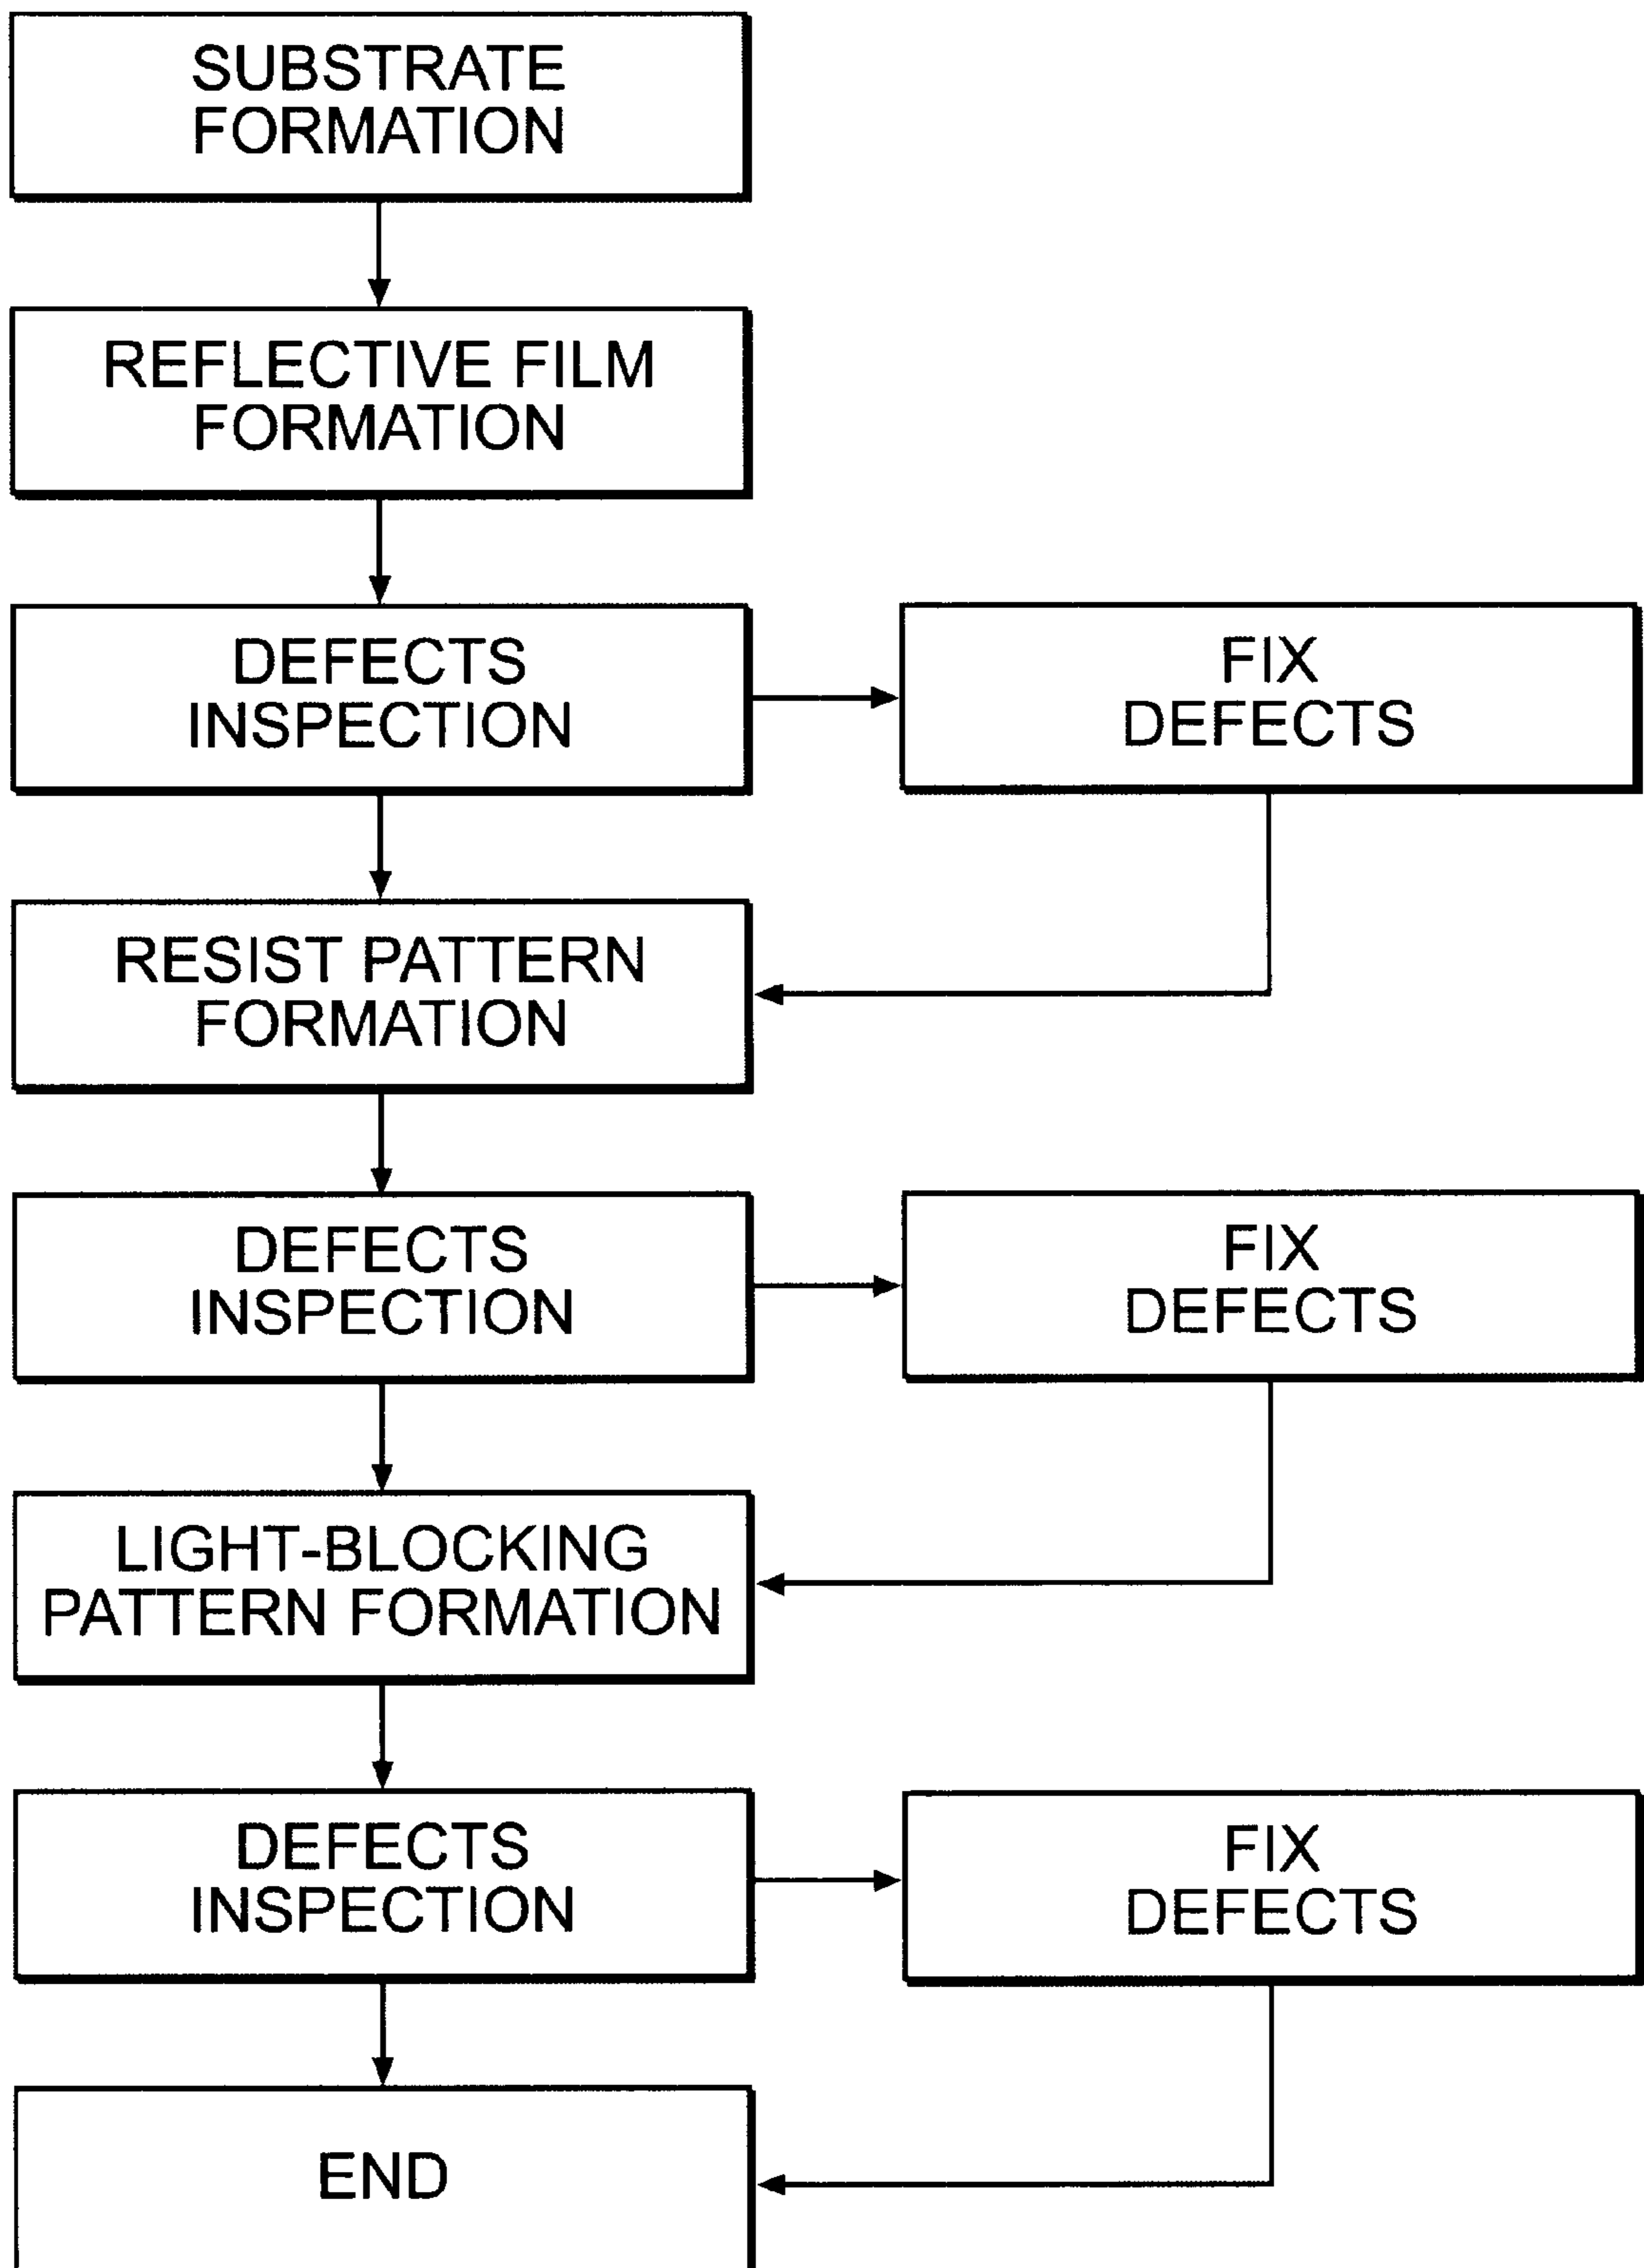 SUBSTRATE
FORMATION
REFLECTIVE FILM
FORMATION
DEFECTS
INSPECTION
FIX
DEFECTS
RESIST PATTERN
FORMATION
DEFECTS
INSPECTION
FIX
DEFECTS
LIGHT-BLOCKING
PATTERN FORMATION
DEFECTS
INSPECTION
FIX
DEFECTS
END